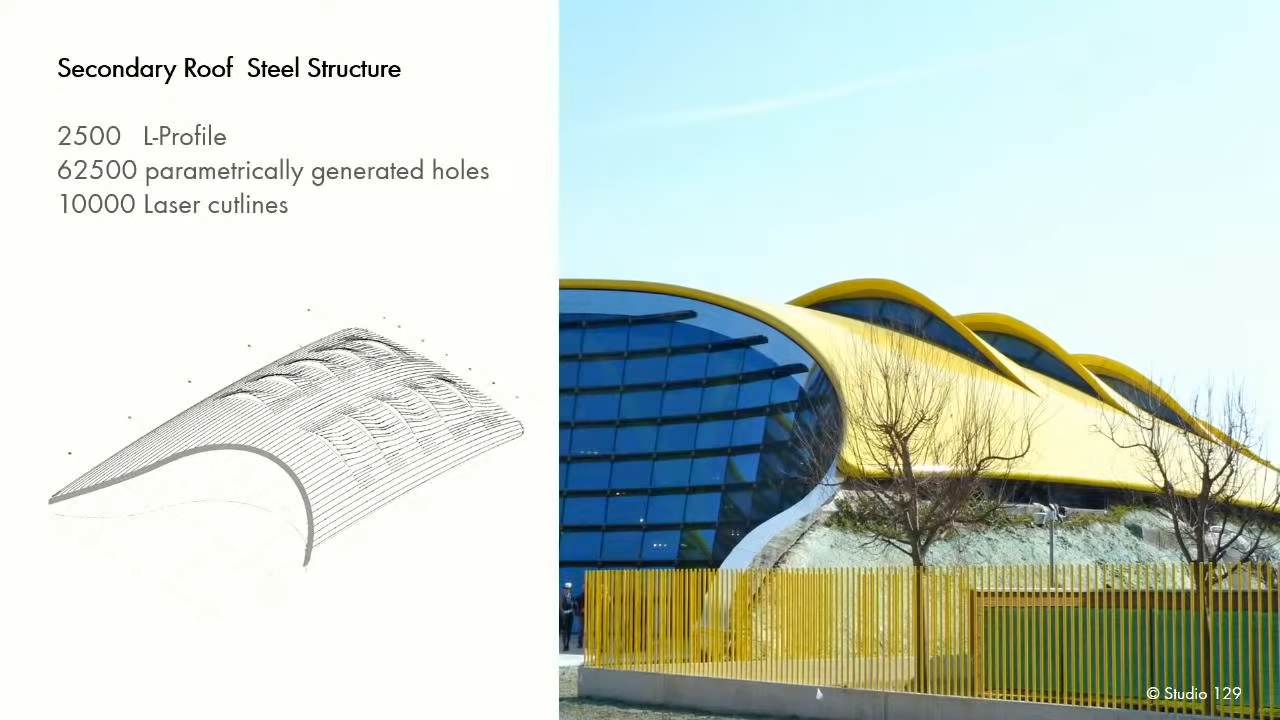 Secondary Roof Steel Structure
2500 L-Profile
62500 parametrically generated holes
10000 Laser cutlines
© Studio 129